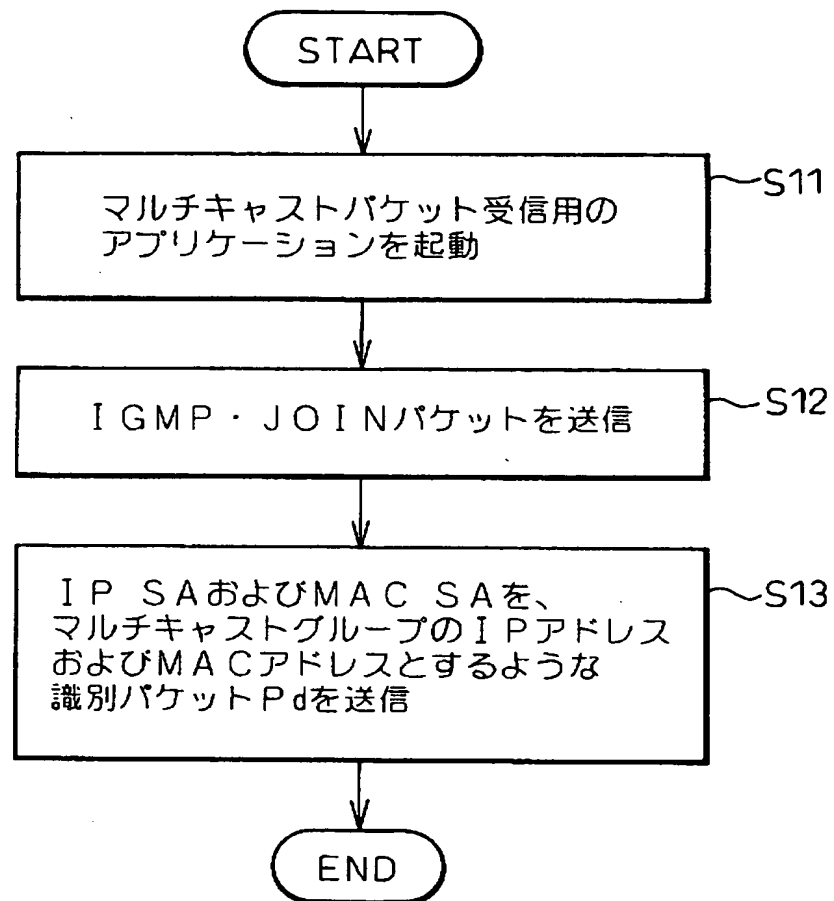 START
マルチキャストパケット受信用の
アプリケーションを起動
S11
IGMP・JOINパケットを送信
S12
IP SAおよびMAC SAを、
マルチキャストグループのIPアドレス
およびMACアドレスとするような
識別パケットPdを送信
S13
END